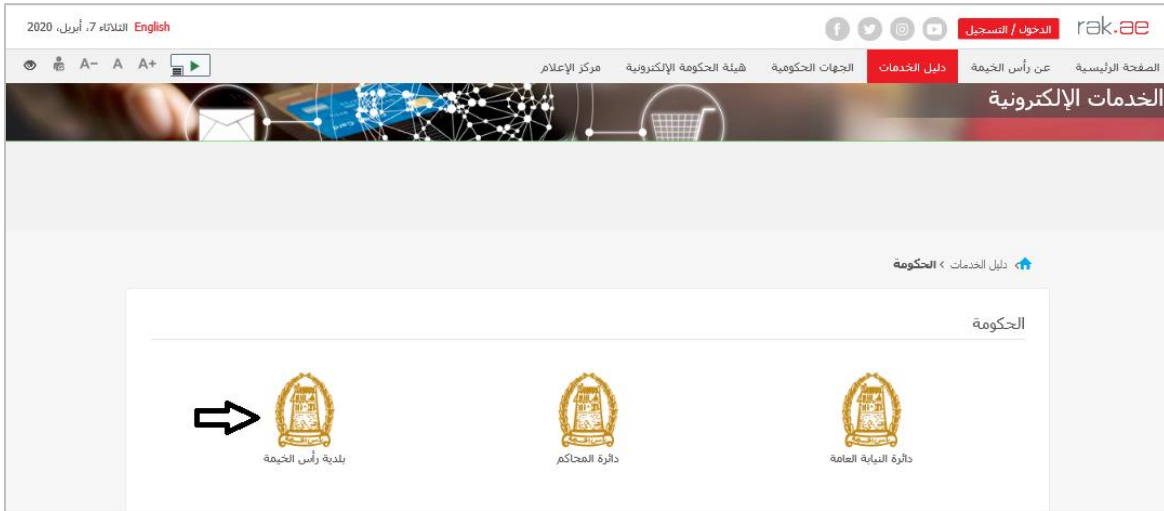 rak.ae
الدخول / التسجيل
English
الثلاثاء 7، أبريل، 2020
الصفحة الرئيسية
عن رأس الخيمة
دليل الخدمات
الجهات الحكومية
هيئة الحكومة الإلكترونية
مركز الإعلام
A+ A A-
الخدمات الإلكترونية
دليل الخدمات > الحكومة
الحكومة
دائرة النيابة العامة
دائرة المحاكم
بلدية رأس الخيمة